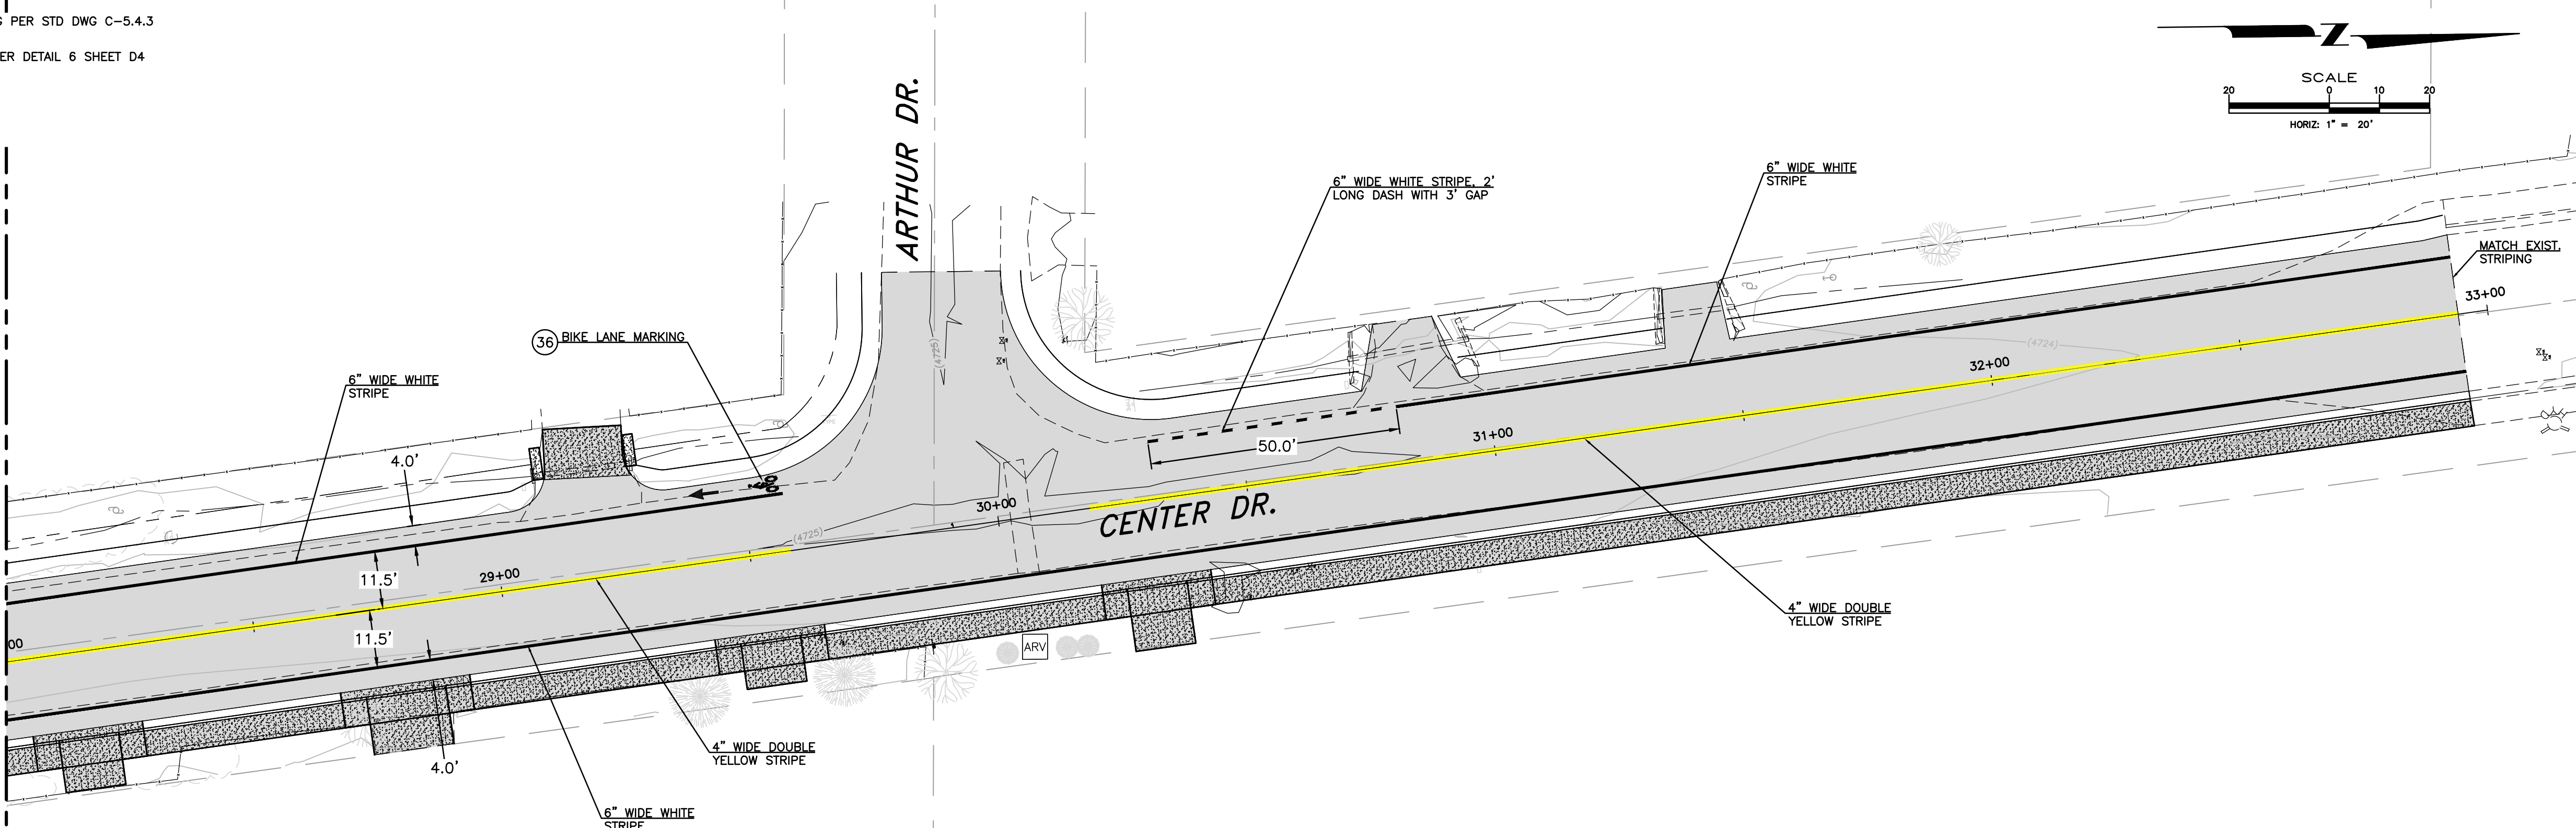 PER STD DWG C-5.4.3
ER DETAIL 6 SHEET D4
ARTHUR DR.
Z
SCALE
20 0 10 20
HORIZ: 1" = 20'
6" WIDE WHITE STRIPE, 2'
LONG DASH WITH 3' GAP
6" WIDE WHITE
STRIPE
MATCH EXIST.
STRIPING
33+00
36 BIKE LANE MARKING
6" WIDE WHITE
STRIPE
(4725)
(4724)
32+00
31+00
50.0'
4.0'
30+00
CENTER DR.
(4725)
29+00
11.5'
11.5'
00
4" WIDE DOUBLE
YELLOW STRIPE
ARV
4" WIDE DOUBLE
YELLOW STRIPE
4.0'
6" WIDE WHITE
STRIPE